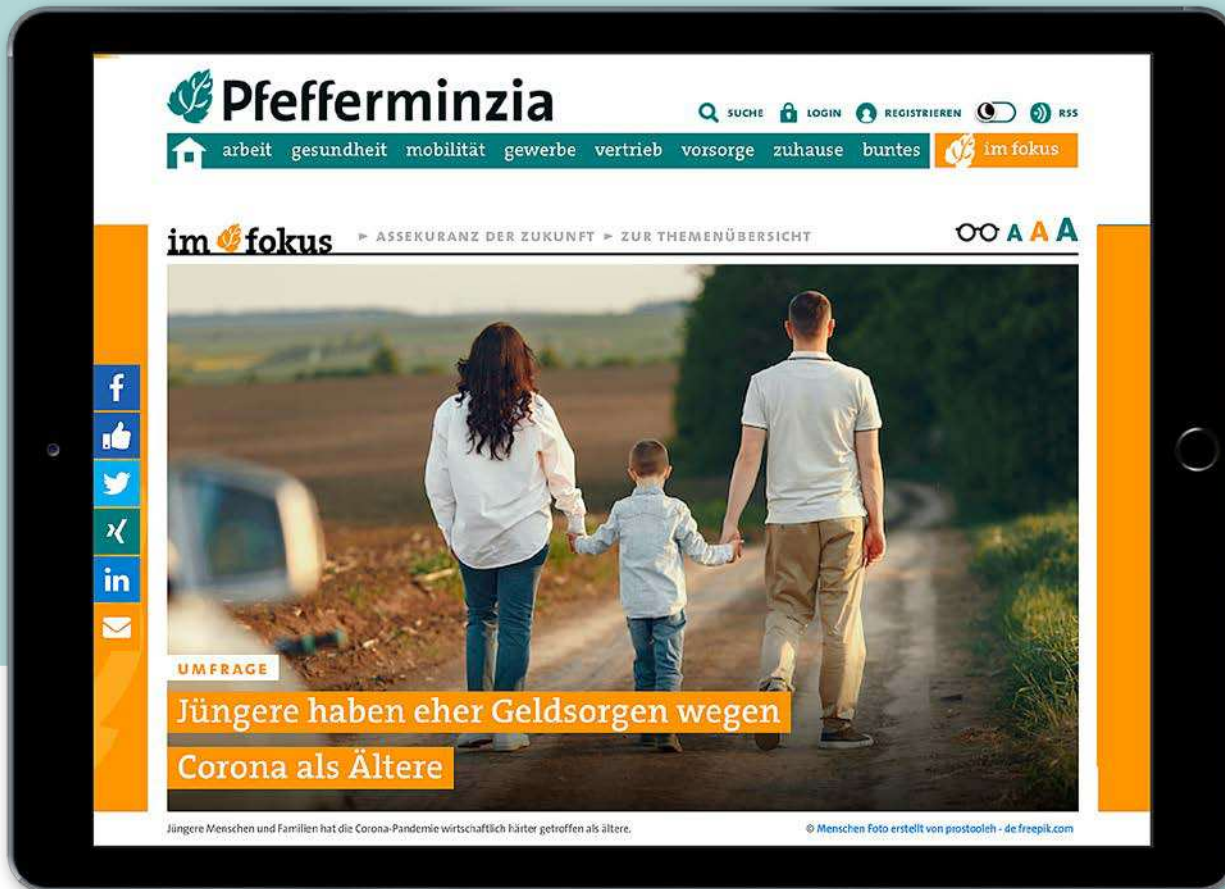 Pfefferminzia
SUCHE LOGIN REGISTRIEREN RSS
arbeit gesundheit mobilität gewerbe vertrieb vorsorge zuhause buntes im fokus
im fokus ► ASSEKURANZ DER ZUKUNFT ► ZUR THEMENÜBERSICHT A A A
f
in
UMFRAGE
Jüngere haben eher Geldsorgen wegen
Corona als Ältere
Jüngere Menschen und Familien hat die Corona-Pandemie wirtschaftlich härter getroffen als ältere. © Menschen Foto erstellt von prostooleh - de.freepik.com